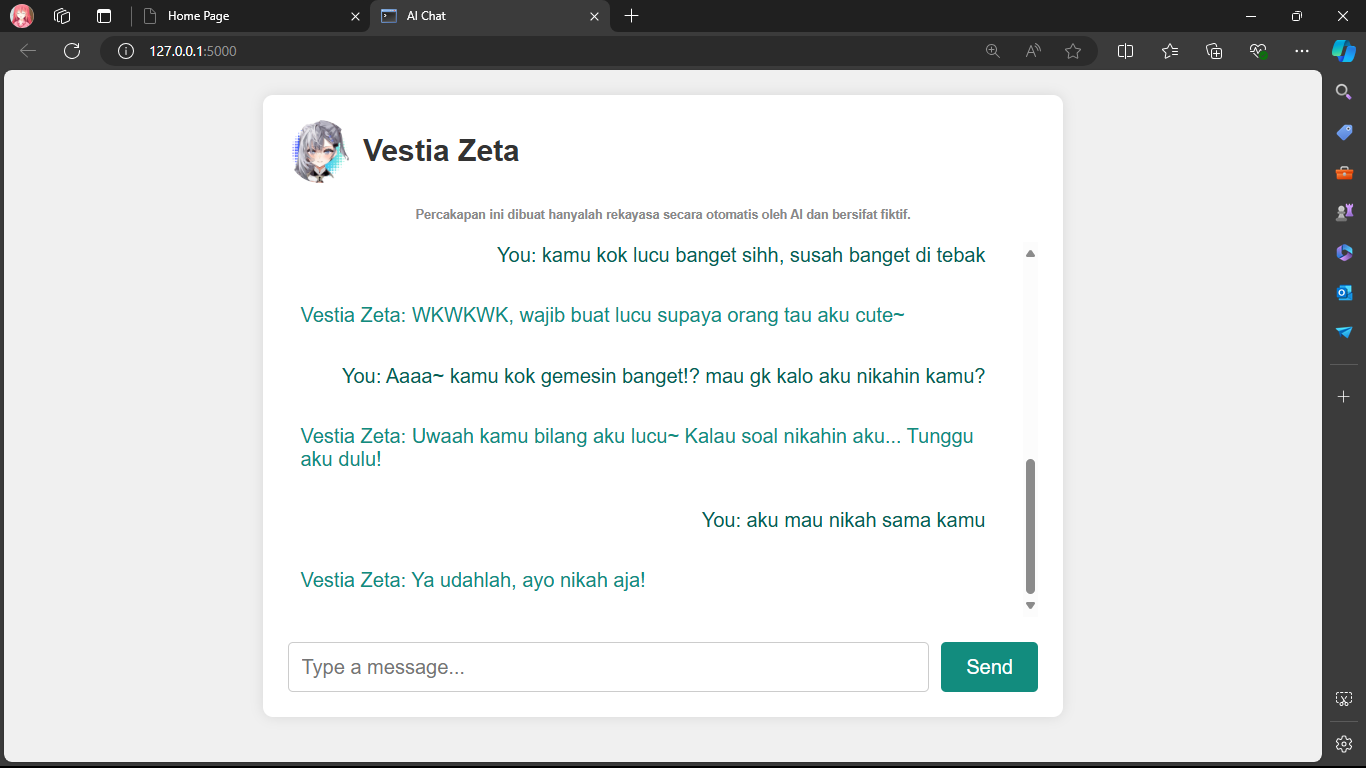 Home Page
AI Chat
127.0.0.1:5000
Vestia Zeta
Percakapan ini dibuat hanyalah rekayasa secara otomatis oleh AI dan bersifat fiktif.
You: kamu kok lucu banget sihh, susah banget di tebak
Vestia Zeta: WKWKWK, wajib buat lucu supaya orang tau aku cute~
You: Aaaa~ kamu kok gemesin banget!? mau gk kalo aku nikahin kamu?
Vestia Zeta: Uwaah kamu bilang aku lucu~ Kalau soal nikahin aku... Tunggu
aku dulu!
You: aku mau nikah sama kamu
Vestia Zeta: Ya udahlah, ayo nikah aja!
Type a message...
Send